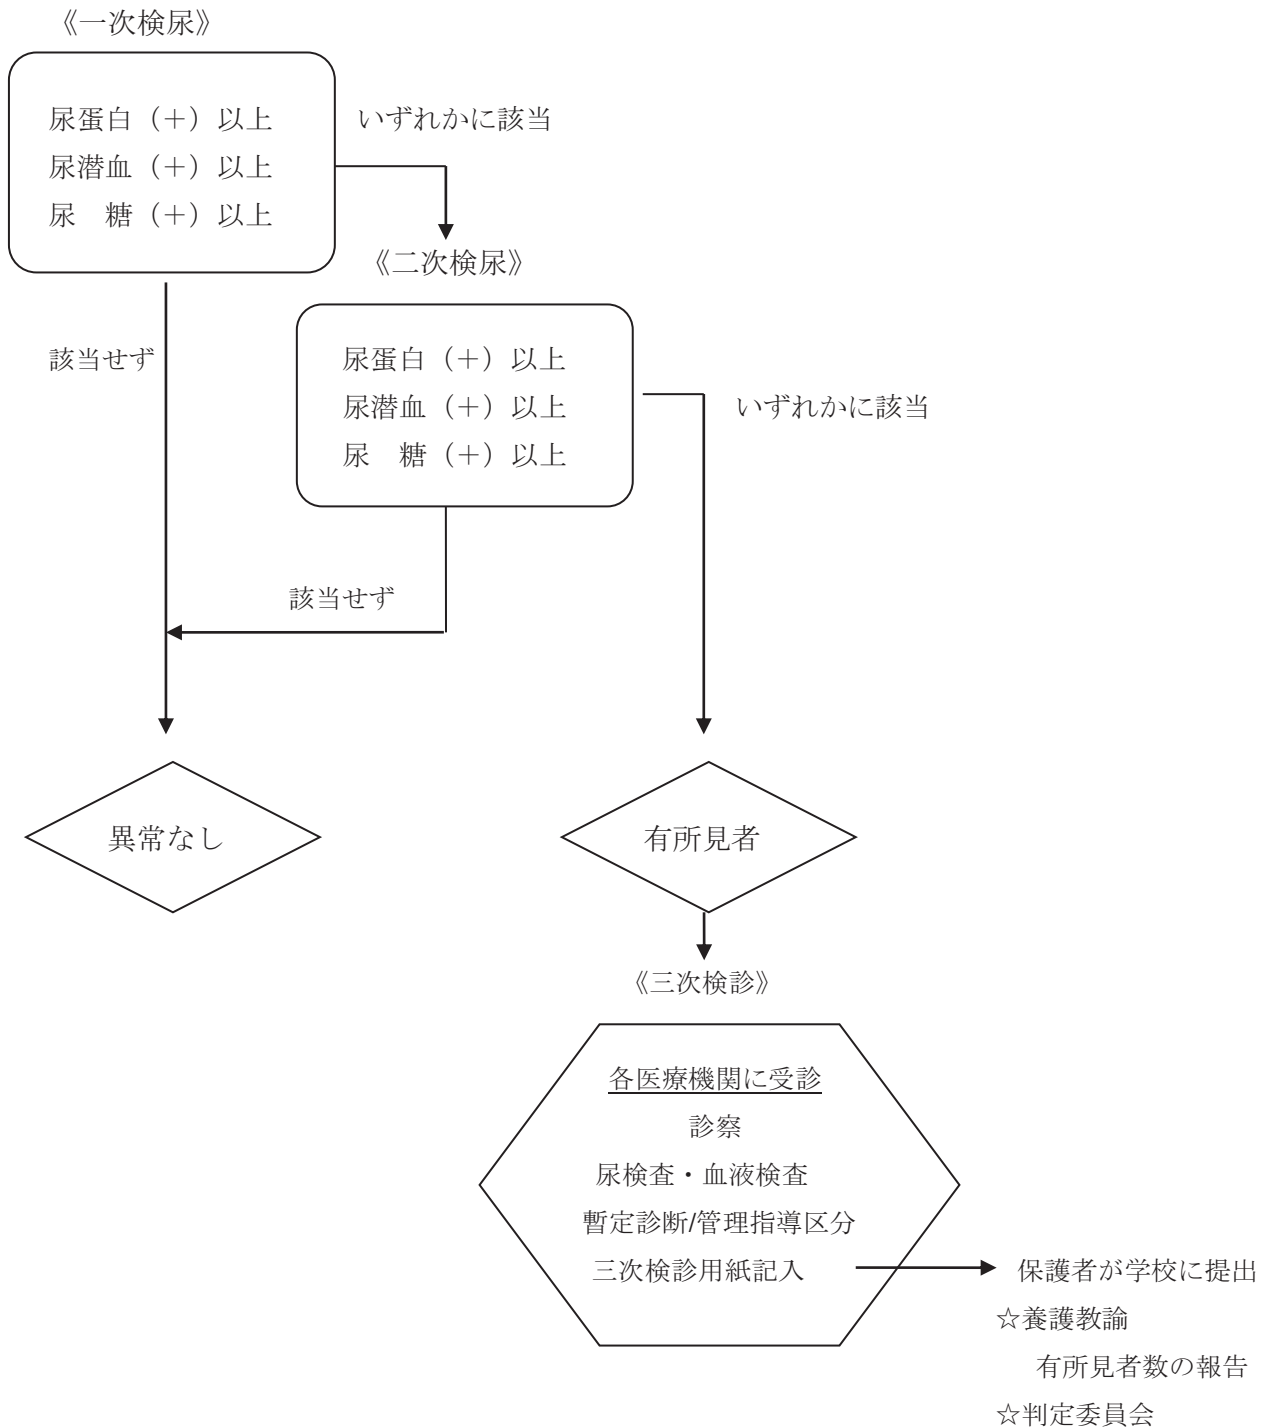 《一次検尿》
尿蛋白（＋）以上
尿潜血（＋）以上
尿　糖（＋）以上
いずれかに該当
《二次検尿》
該当せず
尿蛋白（＋）以上
尿潜血（＋）以上
尿　糖（＋）以上
いずれかに該当
該当せず
異常なし
有所見者
《三次検診》
各医療機関に受診
診察
尿検査・血液検査
暫定診断/管理指導区分
三次検診用紙記入
保護者が学校に提出
☆養護教諭
有所見者数の報告
☆判定委員会